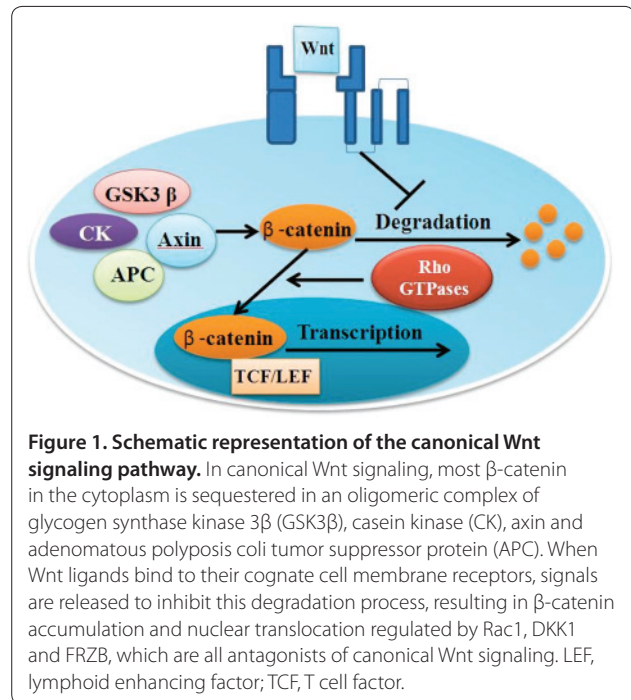 Wnt
GSK3 β
CK
Axin
APC
β-catenin
Degradation
Rho
GTPases
β-catenin
Transcription
TCF/LEF
Figure 1. Schematic representation of the canonical Wnt
signaling pathway. In canonical Wnt signaling, most β-catenin
in the cytoplasm is sequestered in an oligomeric complex of
glycogen synthase kinase 3β (GSK3β), casein kinase (CK), axin and
adenomatous polyposis coli tumor suppressor protein (APC). When
Wnt ligands bind to their cognate cell membrane receptors, signals
are released to inhibit this degradation process, resulting in β-catenin
accumulation and nuclear translocation regulated by Rac1, DKK1
and FRZB, which are all antagonists of canonical Wnt signaling. LEF,
lymphoid enhancing factor; TCF, T cell factor.